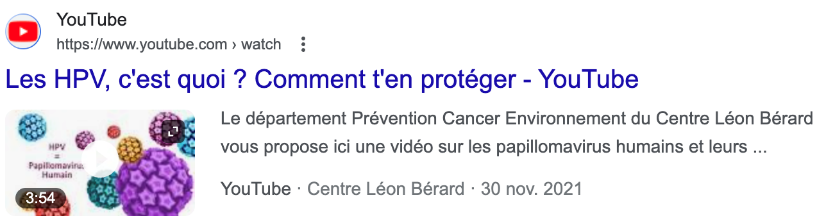 YouTube
https://www.youtube.com › watch
Les HPV, c'est quoi ? Comment t'en protéger - YouTube
Le département Prévention Cancer Environnement du Centre Léon Bérard
vous propose ici une vidéo sur les papillomavirus humains et leurs ...
HPV
=
Papillomavirus
Humain
3:54
YouTube · Centre Léon Bérard · 30 nov. 2021